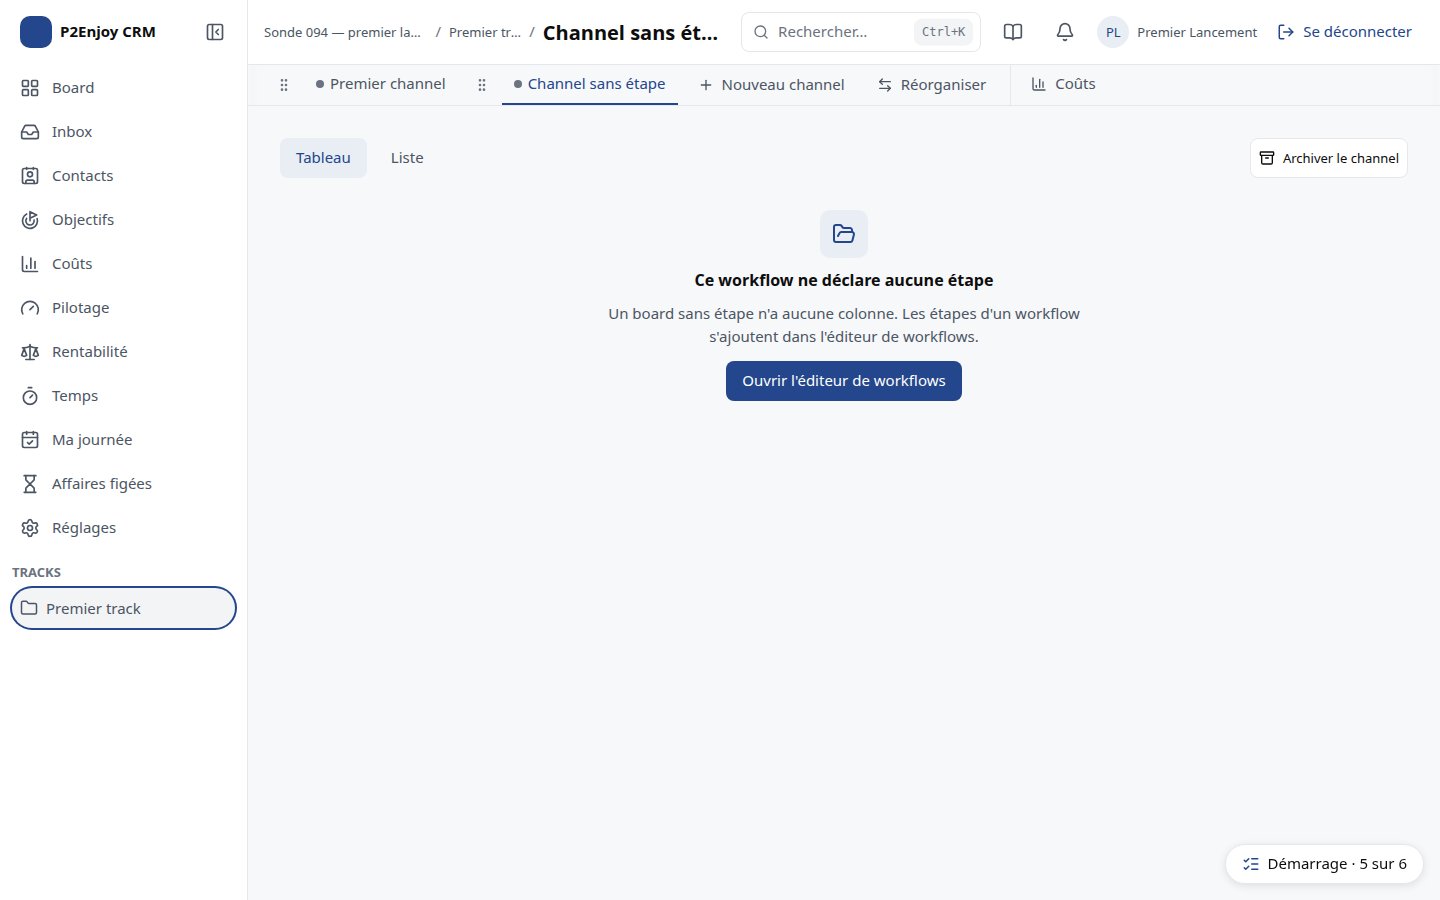 P2Enjoy CRM
Board
Inbox
Contacts
Objectifs
Coûts
Pilotage
Rentabilité
Temps
Ma journée
Affaires figées
Réglages
TRACKS
Premier track
Sonde 094 — premier la... / Premier tr... / Channel sans ét...
Rechercher... Ctrl+K
PL Premier Lancement
Se déconnecter
Premier channel
Channel sans étape
Nouveau channel
Réorganiser
Coûts
Tableau
Liste
Archiver le channel
Ce workflow ne déclare aucune étape
Un board sans étape n'a aucune colonne. Les étapes d'un workflow
s'ajoutent dans l'éditeur de workflows.
Ouvrir l'éditeur de workflows
Démarrage · 5 sur 6